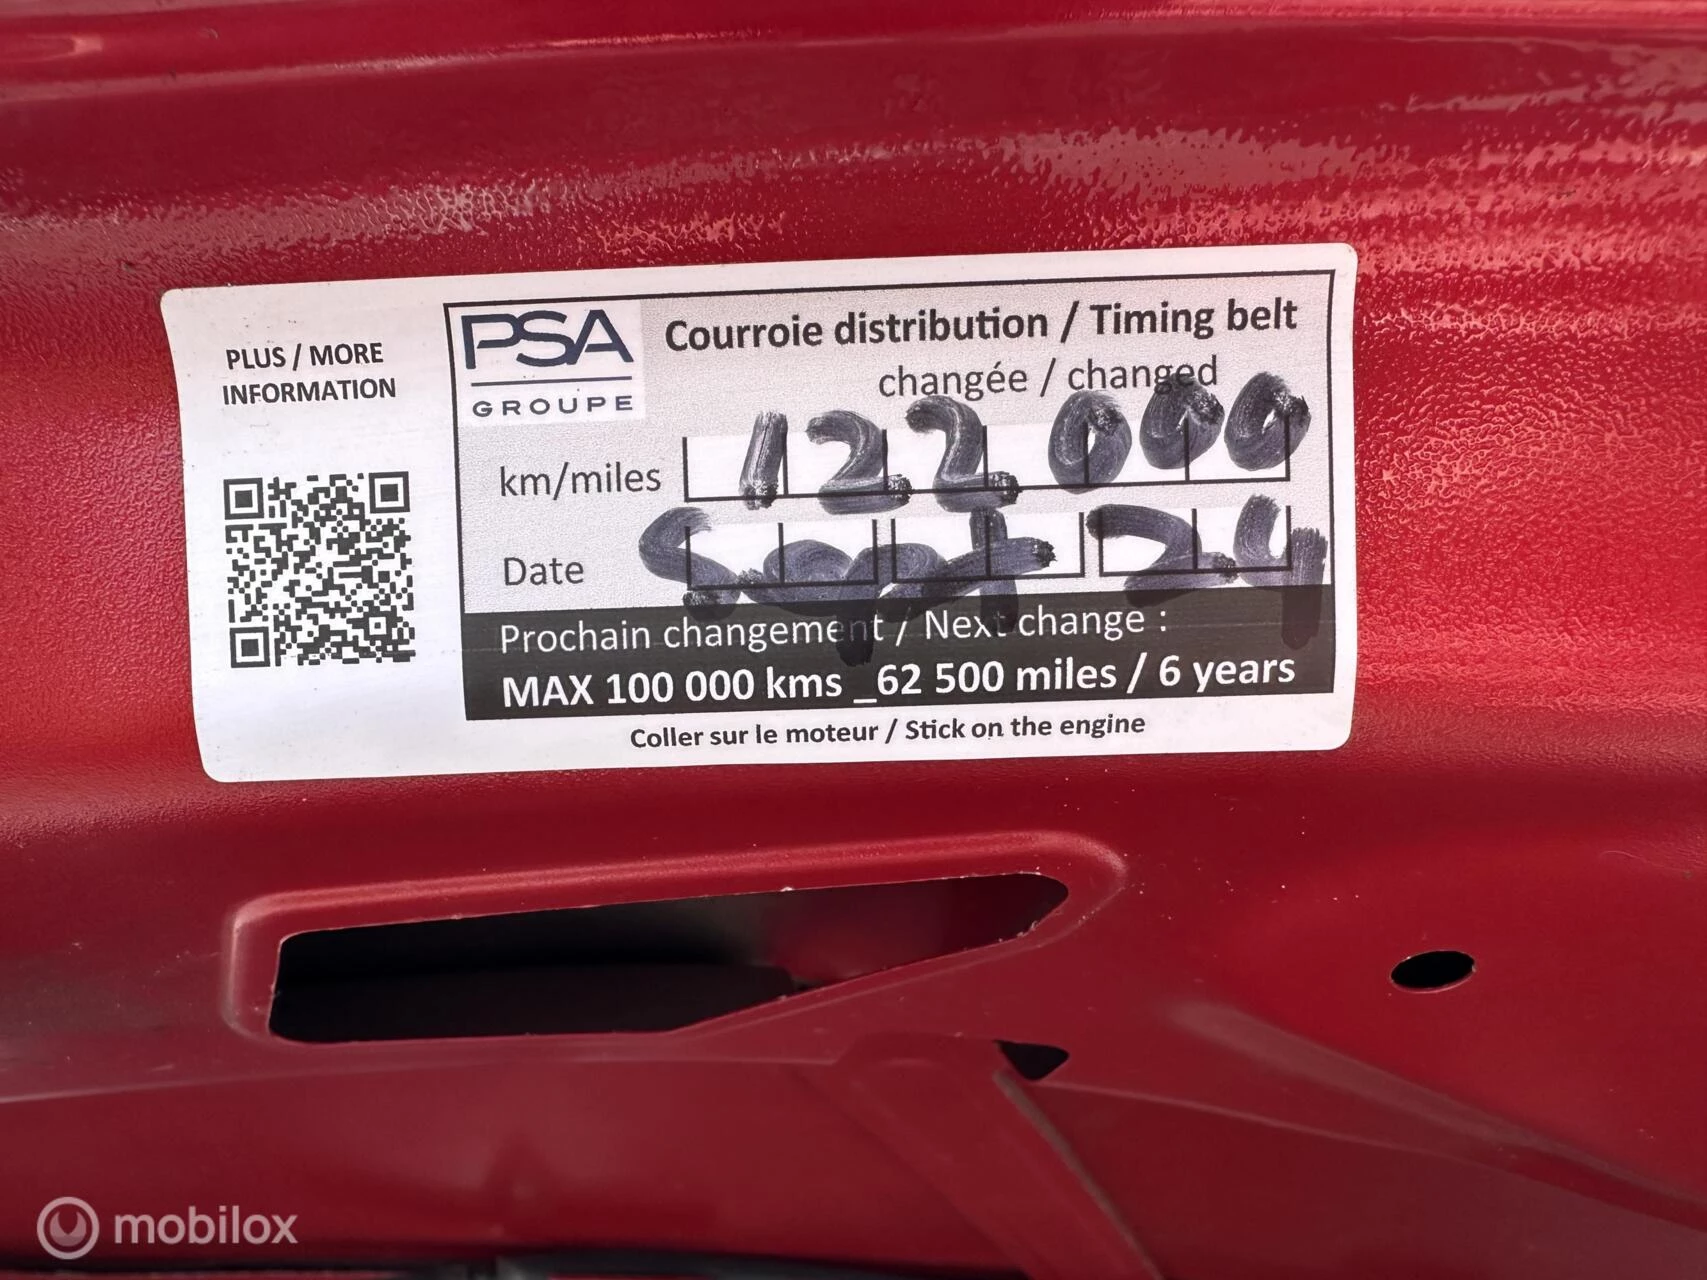 PLUS / MORE
INFORMATION
PSA
GROUPE
Courroie distribution / Timing belt
changée / changed
km/miles 122 000
Date Sept 24
Prochain changement / Next change :
MAX 100 000 kms _62 500 miles / 6 years
Coller sur le moteur / Stick on the engine
mobilox